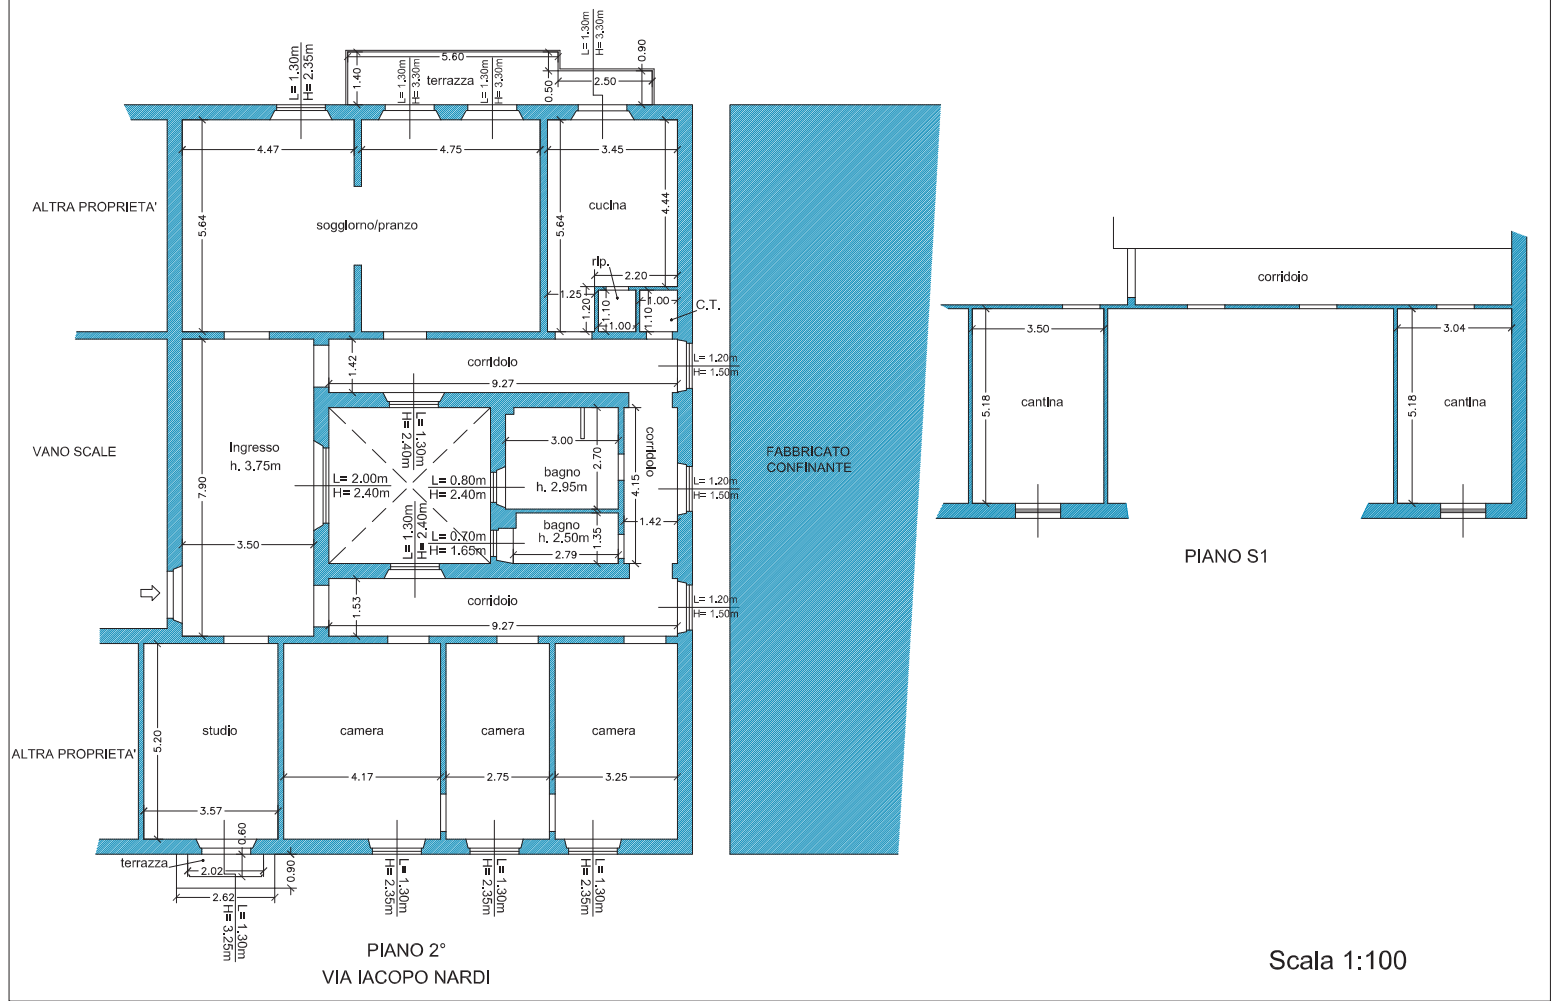 L= 1.30m
H= 2.35m
5.60
terrazza
1.40
L= 1.30m
H= 3.30m
L= 1.30m
H= 3.30m
0.50
L= 1.30m
H= 3.30m
0.90
2.50
4.47
4.75
3.45
ALTRA PROPRIETA'
5.64
soggiorno/pranzo
5.64
cucina
4.44
rip.
2.20
1.25
1.20
1.10
1.00
1.10
1.00
C.T.
1.42
corridoio
9.27
L= 1.20m
H= 1.50m
VANO SCALE
Ingresso
h. 3.75m
7.90
3.50
L= 1.30m
H= 2.40m
L= 2.00m
H= 2.40m
L= 0.80m
H= 2.40m
3.00
2.70
bagno
h. 2.95m
corridoio
4.15
1.42
L= 1.20m
H= 1.50m
L= 1.30m
H= 2.40m
L= 0.70m
H= 1.65m
bagno
h. 2.50m
2.79
1.35
1.53
corridoio
9.27
L= 1.20m
H= 1.50m
FABBRICATO
CONFINANTE
ALTRA PROPRIETA'
studio
5.20
3.57
camera
4.17
camera
2.75
camera
3.25
terrazza
0.60
2.02
0.90
2.62
L= 1.30m
H= 3.25m
L= 1.30m
H= 2.35m
L= 1.30m
H= 2.35m
L= 1.30m
H= 2.35m
PIANO 2°
VIA IACOPO NARDI
corridoio
3.50
5.18
cantina
3.04
5.18
cantina
PIANO S1
Scala 1:100